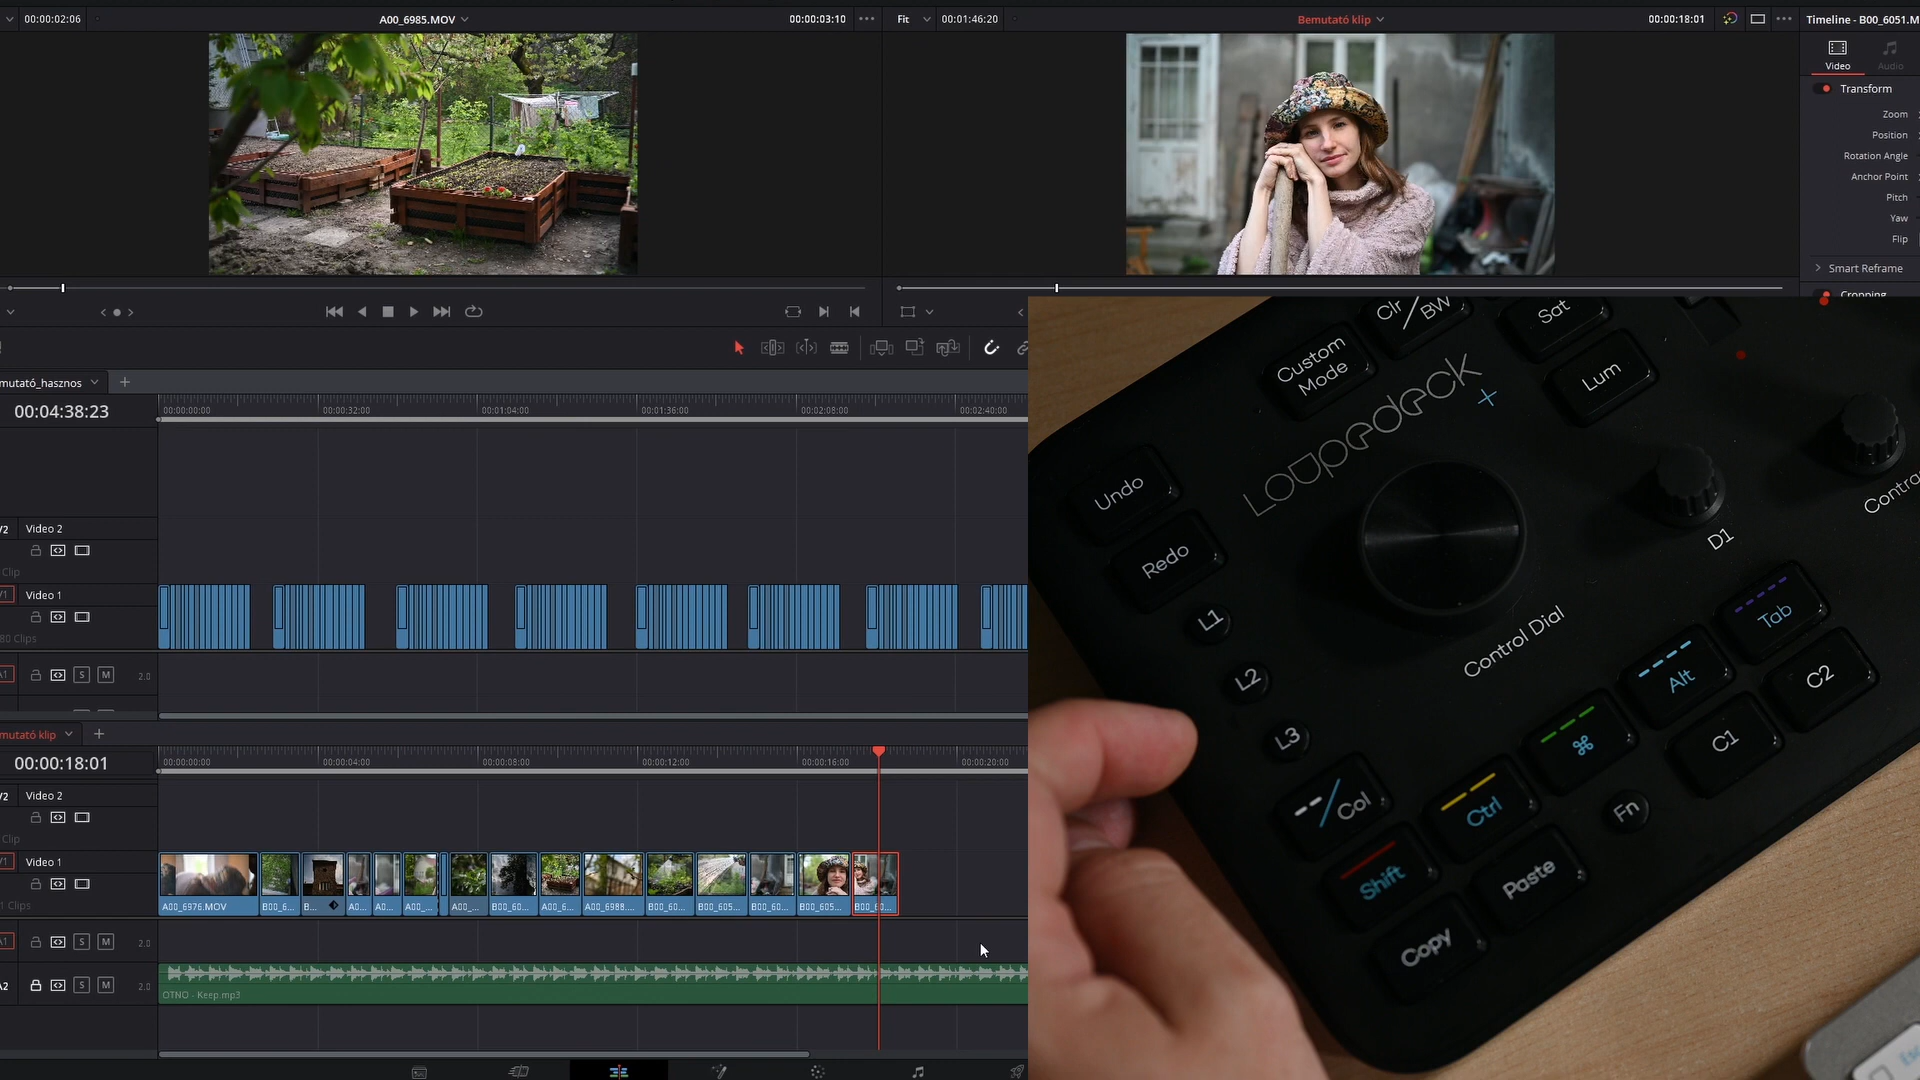 00:00:02:06
A00_6985.MOV
00:00:03:10
Fit
00:01:46:20
Bemutató klip
00:00:18:01
Timeline - B00_6051.M
Video
Audio
Transform
Zoom
Position
Rotation Angle
Anchor Point
Pitch
Yaw
Flip
Smart Reframe
Cropping
mutató_hasznos
00:04:38:23
00:00:00:00
00:00:32:00
00:01:04:00
00:01:36:00
00:02:08:00
00:02:40:00
V2 Video 2
Clip
V1 Video 1
80 Clips
A1 S M 2.0
mutató klip
00:00:18:01
00:00:00:00
00:00:04:00
00:00:08:00
00:00:12:00
00:00:16:00
00:00:20:00
V2 Video 2
Clip
V1 Video 1
1 Clips
A00_6976.MOV
B00_6...
B...
A0...
A0...
A00_...
A00_...
B00_60...
A00_6...
A00_6988....
B00_60...
B00_605...
B00_60...
B00_605...
B00_60...
A1 S M 2.0
A2 S M 2.0
OTNO - Keep.mp3
Clr/BW
Sat
Custom Mode
Lum
Loupedeck+
Undo
Redo
D1
Contra
Control Dial
L1
L2
L3
Tab
Alt
C2
⌘
C1
--/Col
Ctrl
Fn
Shift
Paste
Copy